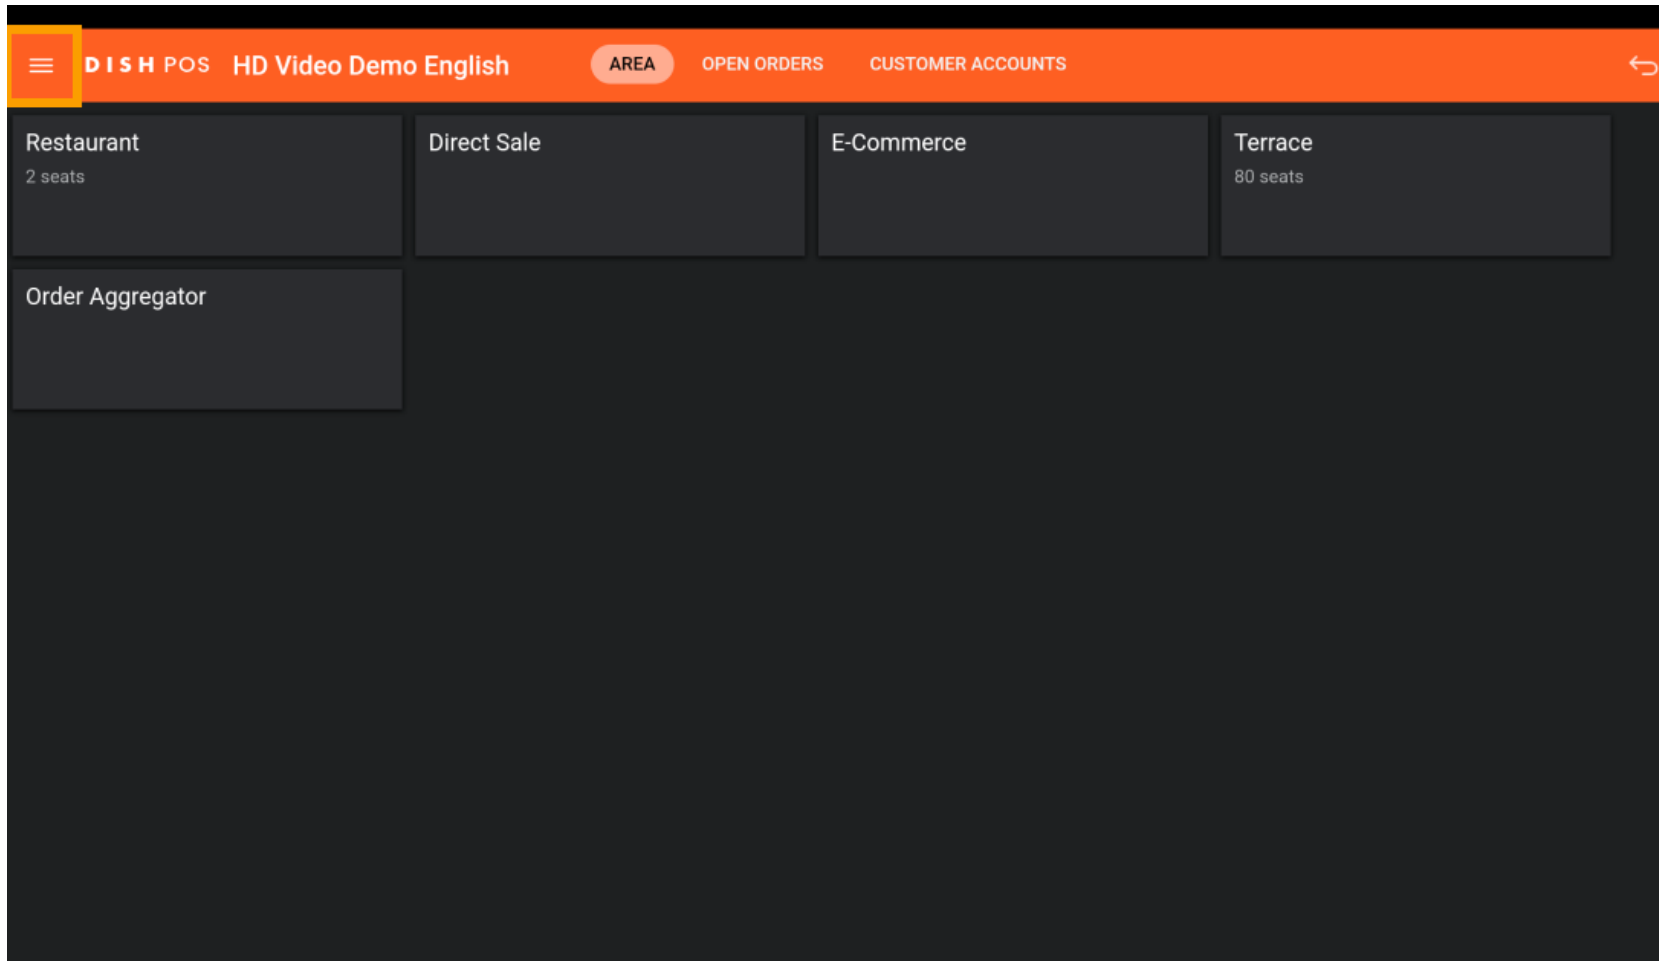 DISH POS HD Video Demo English AREA OPEN ORDERS CUSTOMER ACCOUNTS
Restaurant
2 seats
Direct Sale
E-Commerce
Terrace
80 seats
Order Aggregator